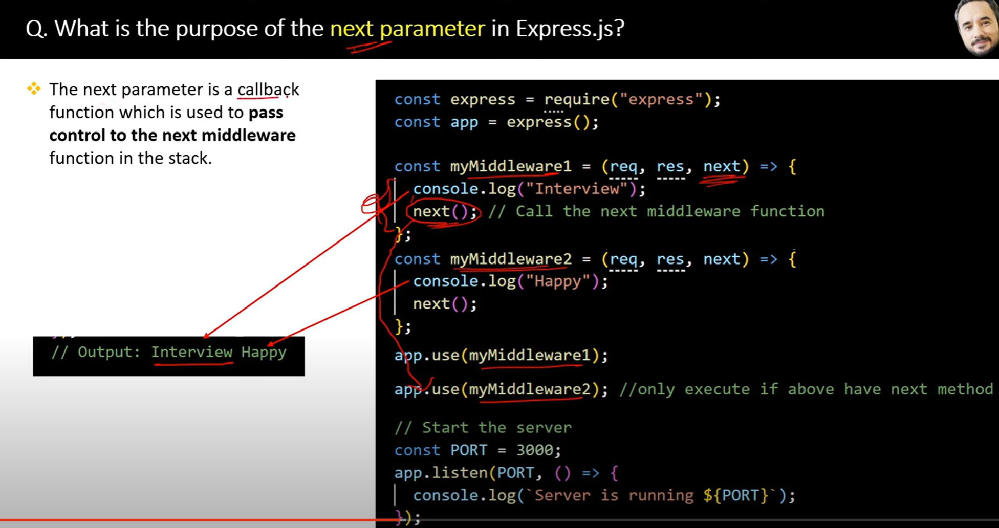 Q. What is the purpose of the next parameter in Express.js?
The next parameter is a callback
function which is used to pass
control to the next middleware
function in the stack.
// Output: Interview Happy
const express = require("express");
const app = express();
const myMiddleware1 = (req, res, next) => {
console.log("Interview");
next(); // Call the next middleware function
};
const myMiddleware2 = (req, res, next) => {
console.log("Happy");
next();
};
app.use(myMiddleware1);
app.use(myMiddleware2); //only execute if above have next method
// Start the server
const PORT = 3000;
app.listen(PORT, () => {
console.log(`Server is running ${PORT}`);
});